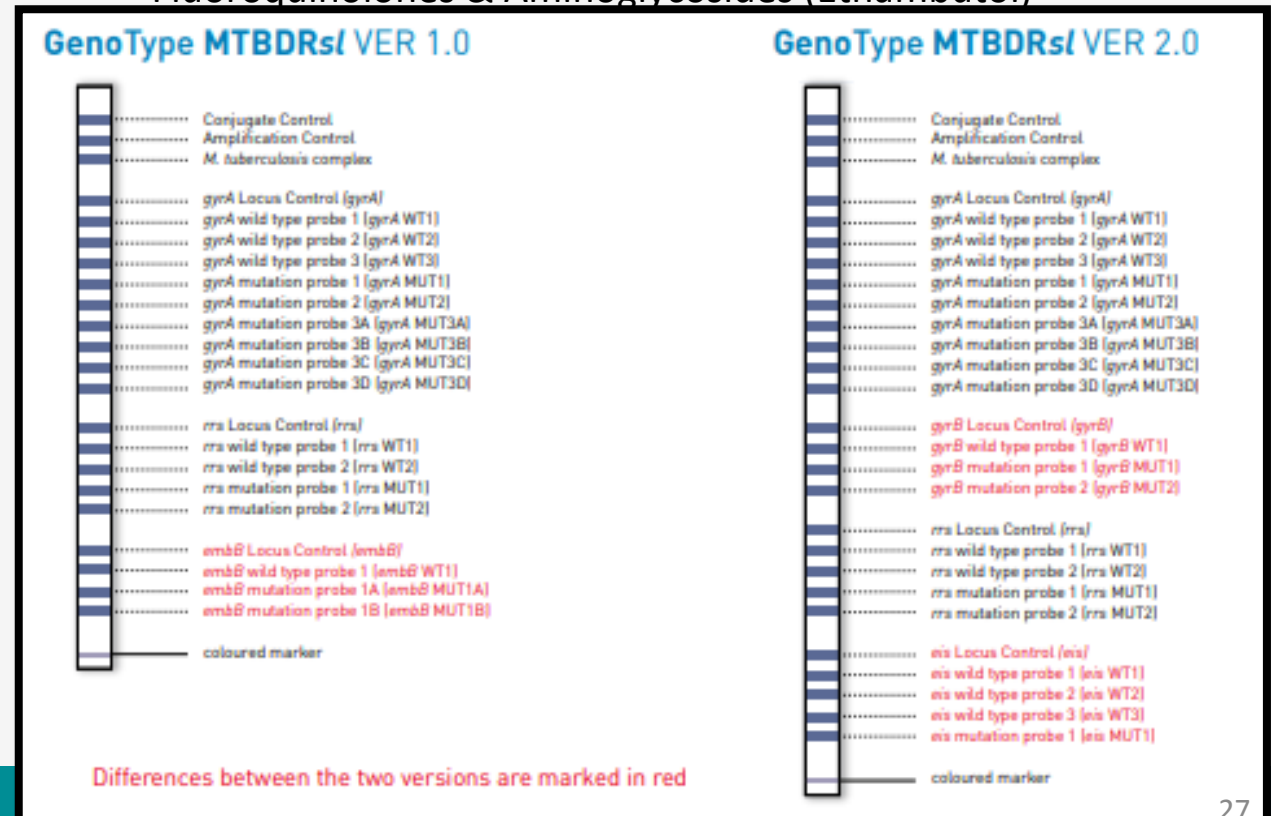 Fluoroquinolones & Aminoglycosides (Ethambutol)
GenoType MTBDRsl VER 1.0
Conjugate Control
Amplification Control
M. tuberculosis complex
gyrA Locus Control (gyrA)
gyrA wild type probe 1 (gyrA WT1)
gyrA wild type probe 2 (gyrA WT2)
gyrA wild type probe 3 (gyrA WT3)
gyrA mutation probe 1 (gyrA MUT1)
gyrA mutation probe 2 (gyrA MUT2)
gyrA mutation probe 3A (gyrA MUT3A)
gyrA mutation probe 3B (gyrA MUT3B)
gyrA mutation probe 3C (gyrA MUT3C)
gyrA mutation probe 3D (gyrA MUT3D)
rrs Locus Control (rrs)
rrs wild type probe 1 (rrs WT1)
rrs wild type probe 2 (rrs WT2)
rrs mutation probe 1 (rrs MUT1)
rrs mutation probe 2 (rrs MUT2)
embB Locus Control (embB)
embB wild type probe 1 (embB WT1)
embB mutation probe 1A (embB MUT1A)
embB mutation probe 1B (embB MUT1B)
coloured marker
GenoType MTBDRsl VER 2.0
Conjugate Control
Amplification Control
M. tuberculosis complex
gyrA Locus Control (gyrA)
gyrA wild type probe 1 (gyrA WT1)
gyrA wild type probe 2 (gyrA WT2)
gyrA wild type probe 3 (gyrA WT3)
gyrA mutation probe 1 (gyrA MUT1)
gyrA mutation probe 2 (gyrA MUT2)
gyrA mutation probe 3A (gyrA MUT3A)
gyrA mutation probe 3B (gyrA MUT3B)
gyrA mutation probe 3C (gyrA MUT3C)
gyrA mutation probe 3D (gyrA MUT3D)
gyrB Locus Control (gyrB)
gyrB wild type probe 1 (gyrB WT1)
gyrB mutation probe 1 (gyrB MUT1)
gyrB mutation probe 2 (gyrB MUT2)
rrs Locus Control (rrs)
rrs wild type probe 1 (rrs WT1)
rrs wild type probe 2 (rrs WT2)
rrs mutation probe 1 (rrs MUT1)
rrs mutation probe 2 (rrs MUT2)
eis Locus Control (eis)
eis wild type probe 1 (eis WT1)
eis wild type probe 2 (eis WT2)
eis wild type probe 3 (eis WT3)
eis mutation probe 1 (eis MUT1)
coloured marker
Differences between the two versions are marked in red
27